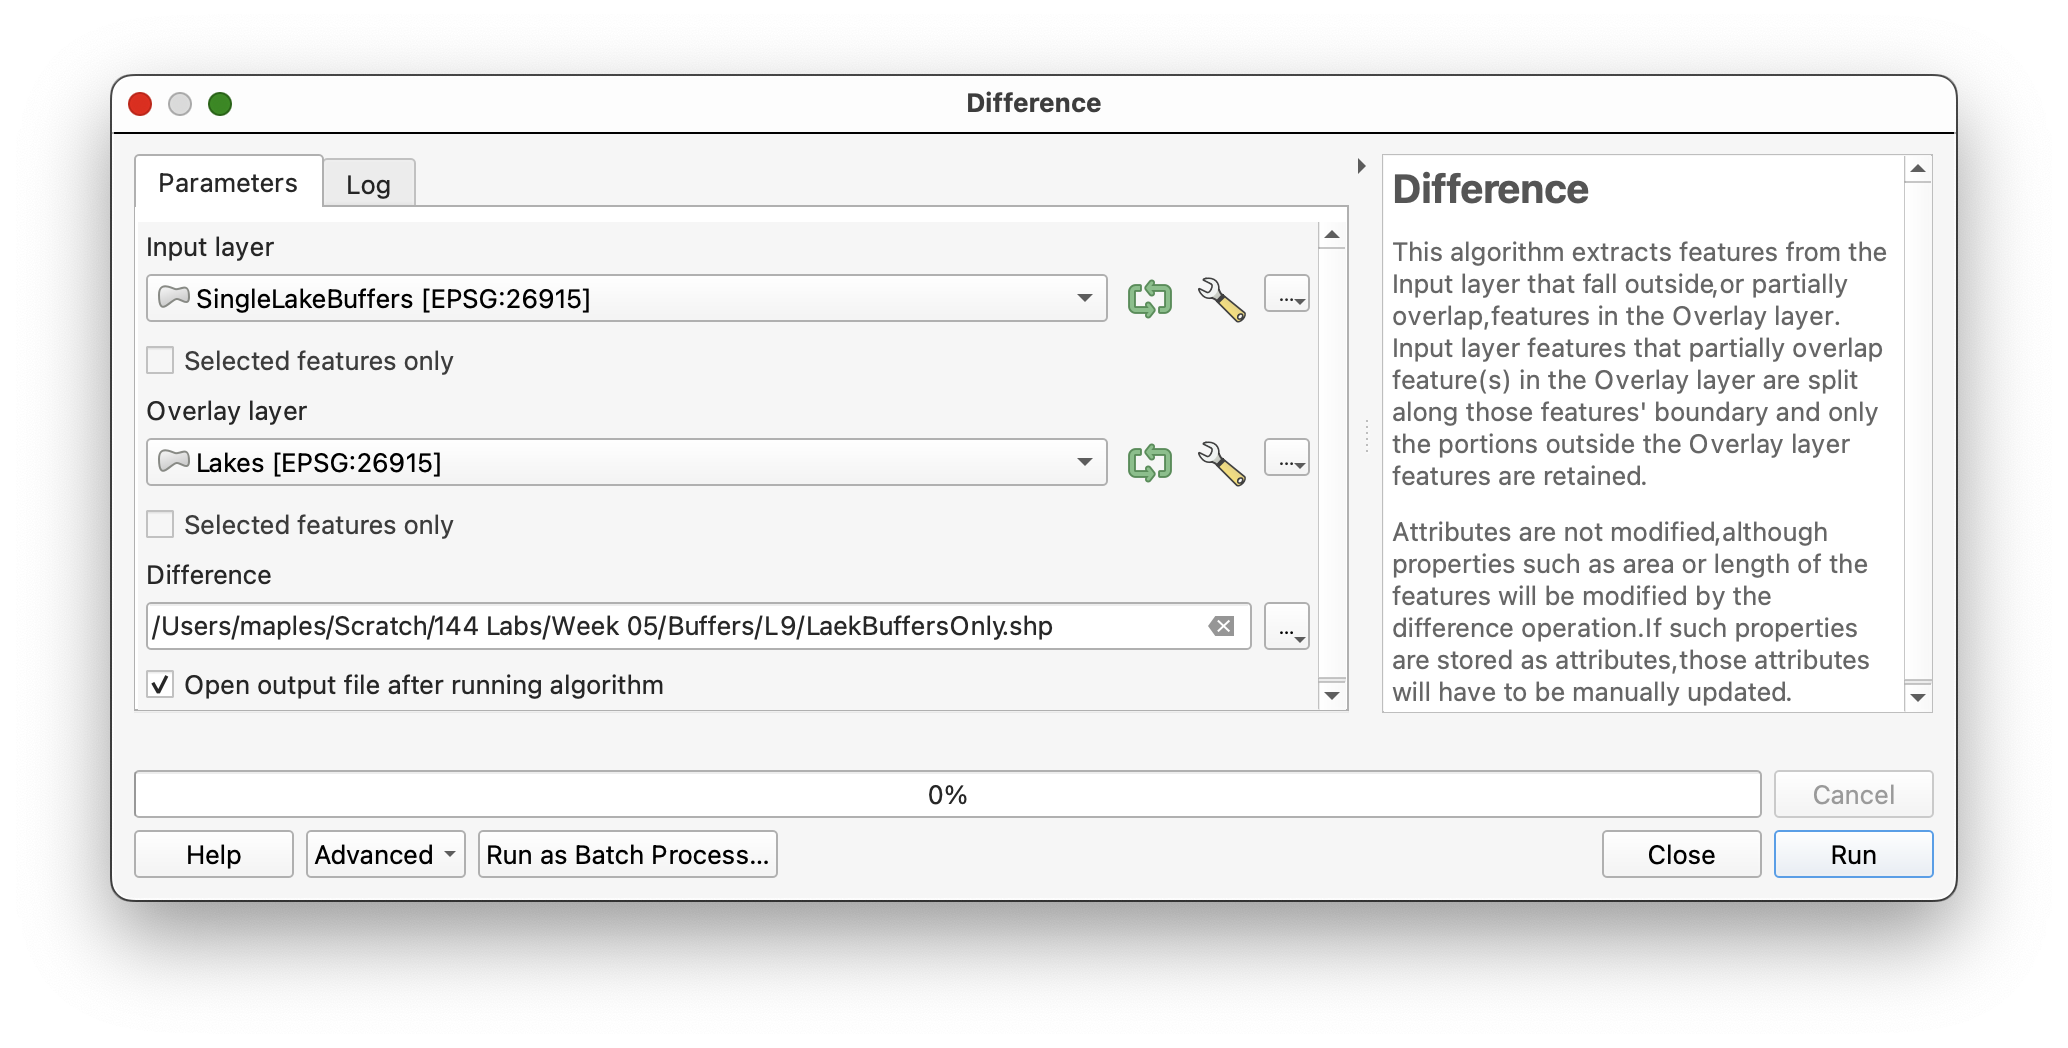 Difference
Parameters
Log
Input layer
SingleLakeBuffers [EPSG:26915]
...
Selected features only
Overlay layer
Lakes [EPSG:26915]
...
Selected features only
Difference
/Users/maples/Scratch/144 Labs/Week 05/Buffers/L9/LaekBuffersOnly.shp
...
Open output file after running algorithm
Difference
This algorithm extracts features from the
Input layer that fall outside,or partially
overlap,features in the Overlay layer.
Input layer features that partially overlap
feature(s) in the Overlay layer are split
along those features' boundary and only
the portions outside the Overlay layer
features are retained.
Attributes are not modified,although
properties such as area or length of the
features will be modified by the
difference operation.If such properties
are stored as attributes,those attributes
will have to be manually updated.
0%
Cancel
Help
Advanced
Run as Batch Process...
Close
Run